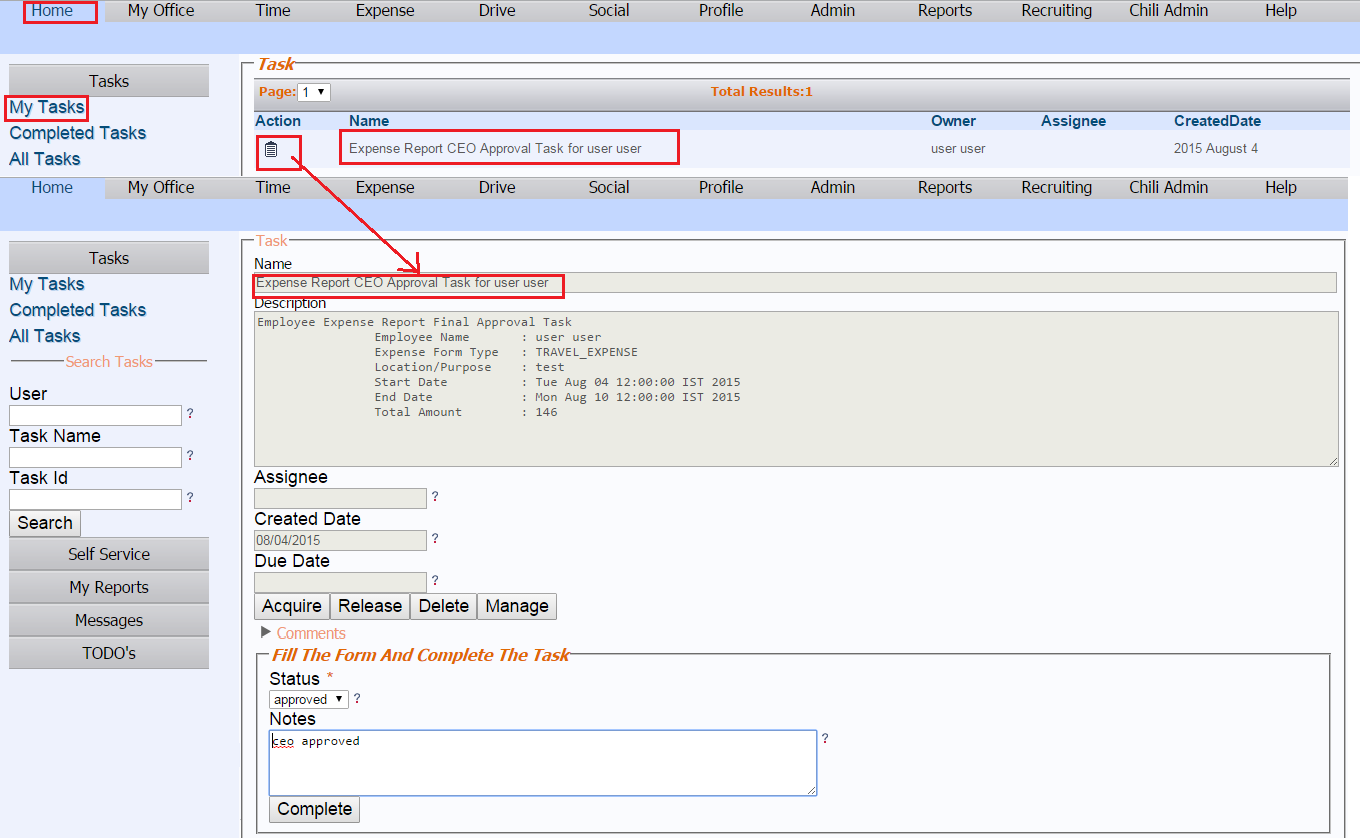 Home My Office Time Expense Drive Social Profile Admin Reports Recruiting Chili Admin Help
Tasks
My Tasks
Completed Tasks
All Tasks
Task
Page: 1 Total Results:1
Action Name Owner Assignee CreatedDate
Expense Report CEO Approval Task for user user user user 2015 August 4
Home My Office Time Expense Drive Social Profile Admin Reports Recruiting Chili Admin Help
Tasks
My Tasks
Completed Tasks
All Tasks
Search Tasks
User
?
Task Name
?
Task Id
?
Search
Self Service
My Reports
Messages
TODO's
Task
Name
Expense Report CEO Approval Task for user user
Description
Employee Expense Report Final Approval Task
Employee Name : user user
Expense Form Type : TRAVEL_EXPENSE
Location/Purpose : test
Start Date : Tue Aug 04 12:00:00 IST 2015
End Date : Mon Aug 10 12:00:00 IST 2015
Total Amount : 146
Assignee
?
Created Date
08/04/2015 ?
Due Date
?
Acquire Release Delete Manage
Comments
Fill The Form And Complete The Task
Status *
approved ?
Notes
ceo approved ?
Complete